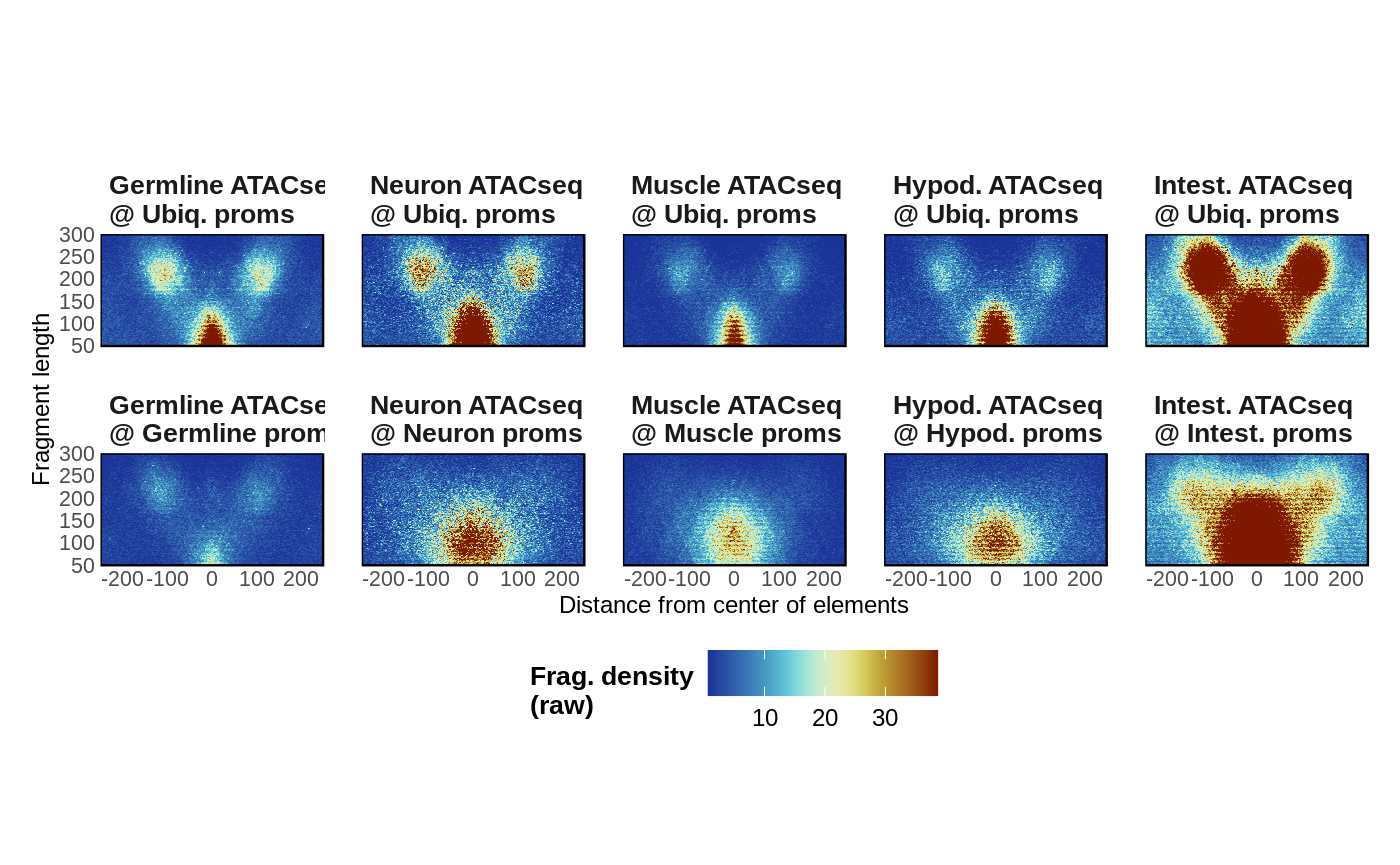 Germline ATACse
@ Ubiq. proms
Neuron ATACseq
@ Ubiq. proms
Muscle ATACseq
@ Ubiq. proms
Hypod. ATACseq
@ Ubiq. proms
Intest. ATACseq
@ Ubiq. proms
300
250
200
150
100
50
Fragment length
Germline ATACse
@ Germline prom
Neuron ATACseq
@ Neuron proms
Muscle ATACseq
@ Muscle proms
Hypod. ATACseq
@ Hypod. proms
Intest. ATACseq
@ Intest. proms
300
250
200
150
100
50
-200 -100 0 100 200
-200 -100 0 100 200
-200 -100 0 100 200
-200 -100 0 100 200
-200 -100 0 100 200
Distance from center of elements
Frag. density
(raw)
10 20 30